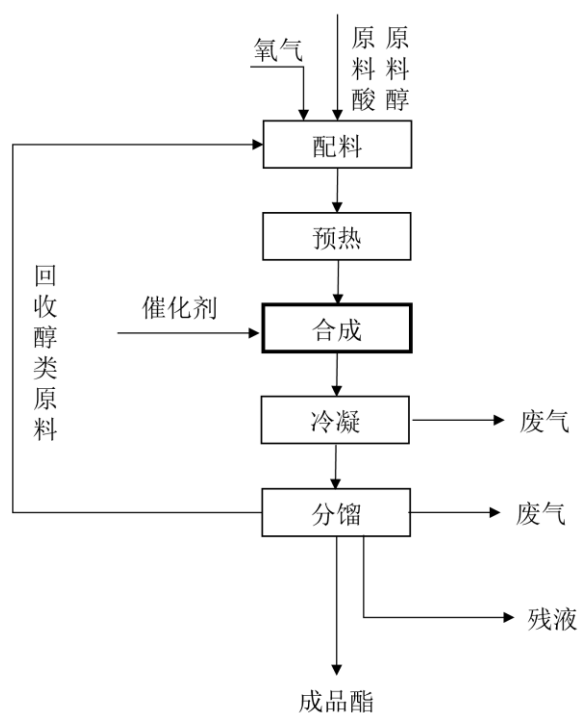 氧气
原料酸
原料醇
配料
预热
回收醇类原料
催化剂
合成
冷凝
废气
分馏
废气
残液
成品酯